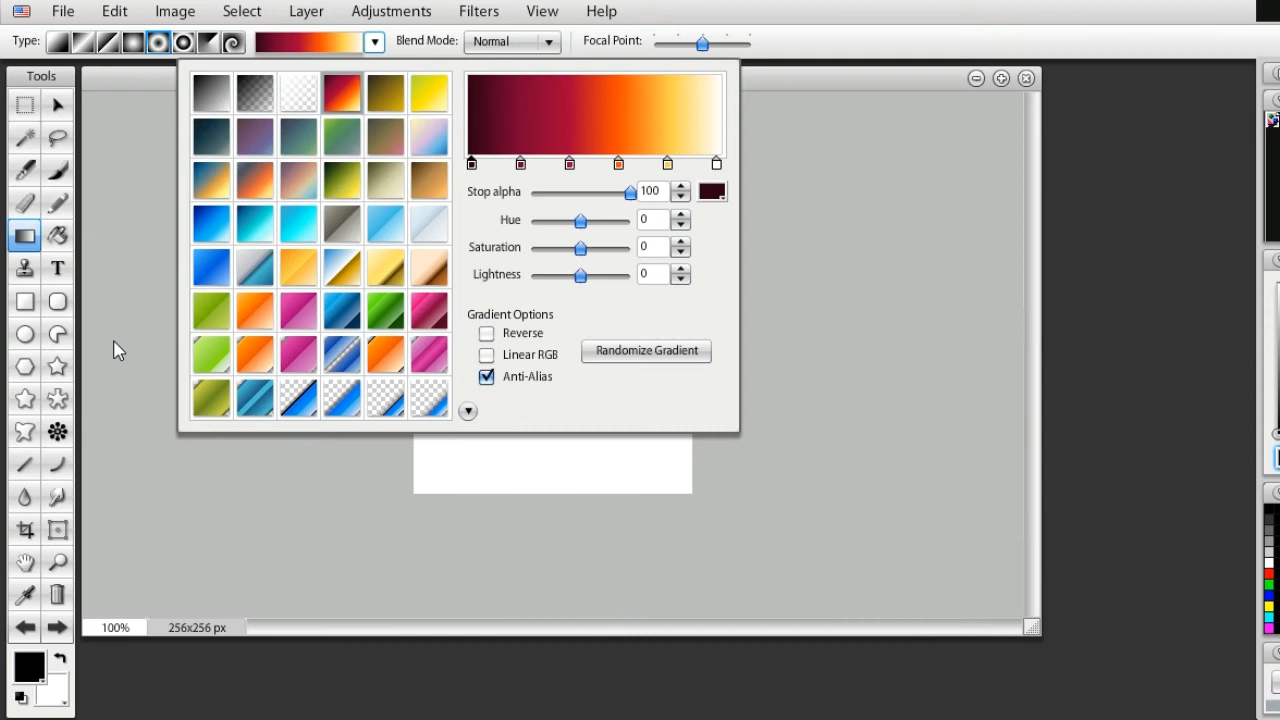 File Edit Image Select Layer Adjustments Filters View Help
Type: Blend Mode: Normal Focal Point:
Tools
Stop alpha 100
Hue 0
Saturation 0
Lightness 0
Gradient Options
Reverse
Linear RGB
Randomize Gradient
Anti-Alias
T
100% 256x256 px